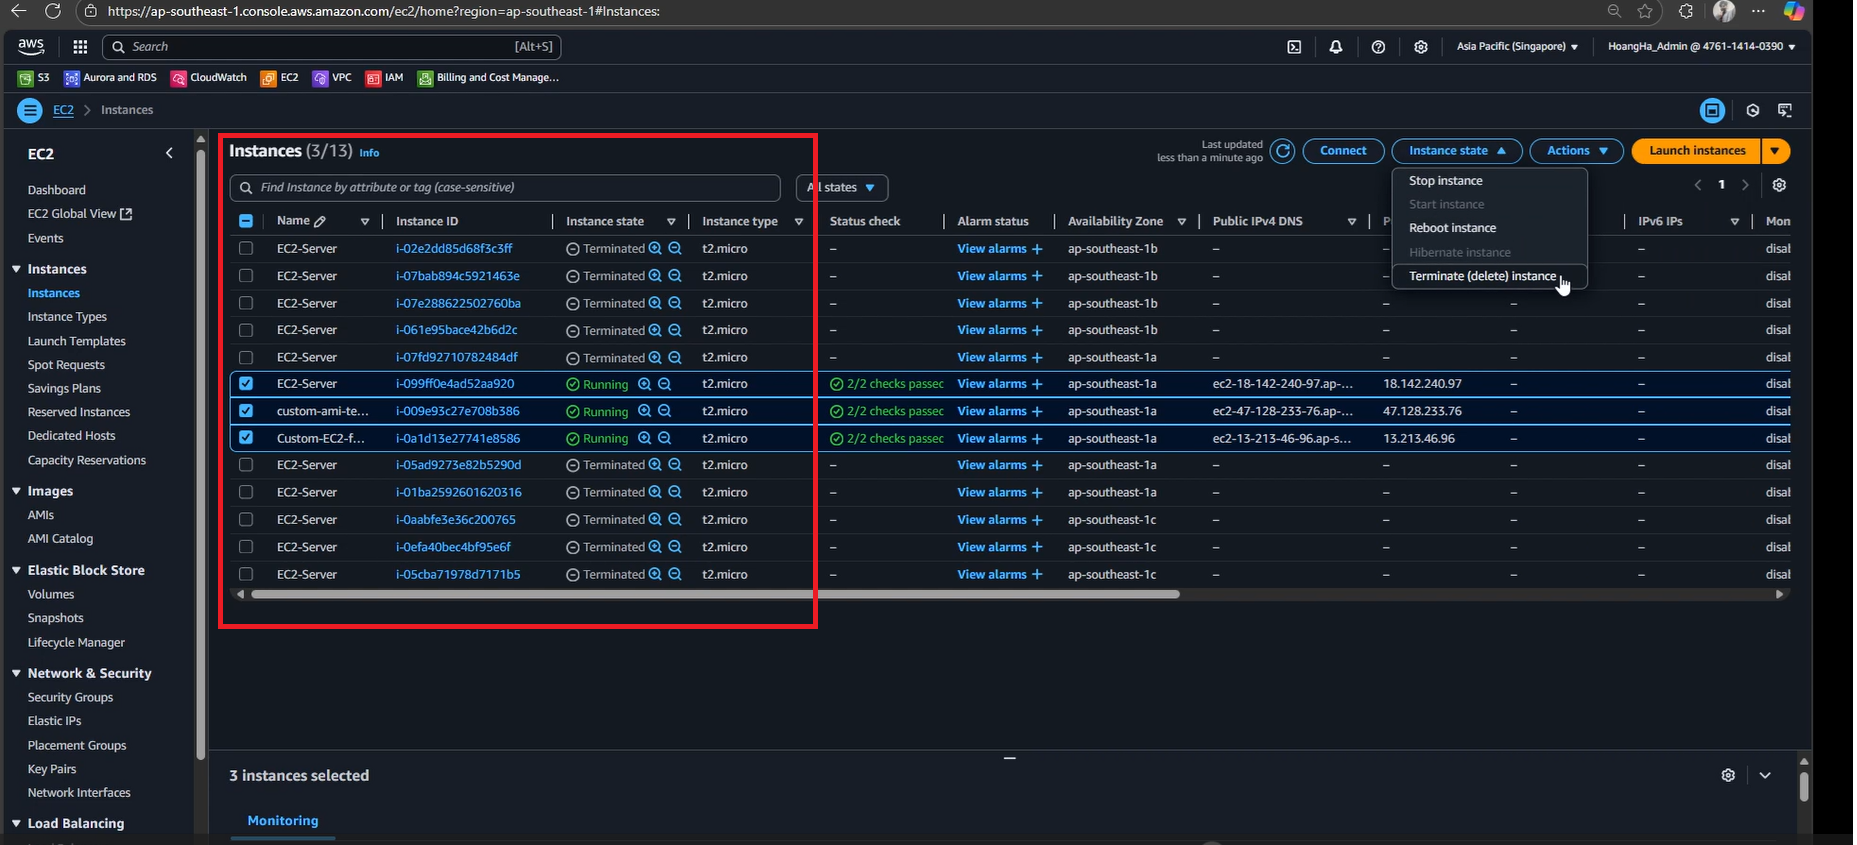 https://ap-southeast-1.console.aws.amazon.com/ec2/home?region=ap-southeast-1#Instances:
aws Search [Alt+S] Asia Pacific (Singapore) HoangHa_Admin @ 4761-1414-0390
S3 Aurora and RDS CloudWatch EC2 VPC IAM Billing and Cost Manage...
EC2 > Instances
EC2
Dashboard
EC2 Global View
Events
Instances
Instances
Instance Types
Launch Templates
Spot Requests
Savings Plans
Reserved Instances
Dedicated Hosts
Capacity Reservations
Images
AMIs
AMI Catalog
Elastic Block Store
Volumes
Snapshots
Lifecycle Manager
Network & Security
Security Groups
Elastic IPs
Placement Groups
Key Pairs
Network Interfaces
Load Balancing
Instances (3/13) Info
Last updated
less than a minute ago
Connect Instance state Actions Launch instances
Find Instance by attribute or tag (case-sensitive) All states
1
Stop instance
Start instance
Reboot instance
Hibernate instance
Terminate (delete) instance
Name Instance ID Instance state Instance type Status check Alarm status Availability Zone Public IPv4 DNS P IPv6 IPs Mon
EC2-Server i-02e2dd85d68f3c3ff Terminated t2.micro – View alarms + ap-southeast-1b – – disal
EC2-Server i-07bab894c5921463e Terminated t2.micro – View alarms + ap-southeast-1b – – disal
EC2-Server i-07e288622502760ba Terminated t2.micro – View alarms + ap-southeast-1b – – – – disal
EC2-Server i-061e95bace42b6d2c Terminated t2.micro – View alarms + ap-southeast-1b – – – – disal
EC2-Server i-07fd92710782484df Terminated t2.micro – View alarms + ap-southeast-1a – – – – disal
EC2-Server i-099ff0e4ad52aa920 Running t2.micro 2/2 checks passec View alarms + ap-southeast-1a ec2-18-142-240-97.ap-... 18.142.240.97 – – disal
custom-ami-te... i-009e93c27e708b386 Running t2.micro 2/2 checks passec View alarms + ap-southeast-1a ec2-47-128-233-76.ap-... 47.128.233.76 – – disal
Custom-EC2-f... i-0a1d13e27741e8586 Running t2.micro 2/2 checks passec View alarms + ap-southeast-1a ec2-13-213-46-96.ap-s... 13.213.46.96 – – disal
EC2-Server i-05ad9273e82b5290d Terminated t2.micro – View alarms + ap-southeast-1a – – – – disal
EC2-Server i-01ba2592601620316 Terminated t2.micro – View alarms + ap-southeast-1a – – – – disal
EC2-Server i-0aabfe3e36c200765 Terminated t2.micro – View alarms + ap-southeast-1c – – – – disal
EC2-Server i-0efa40bec4bf95e6f Terminated t2.micro – View alarms + ap-southeast-1c – – – – disal
EC2-Server i-05cba71978d7171b5 Terminated t2.micro – View alarms + ap-southeast-1c – – – – disal
3 instances selected
Monitoring